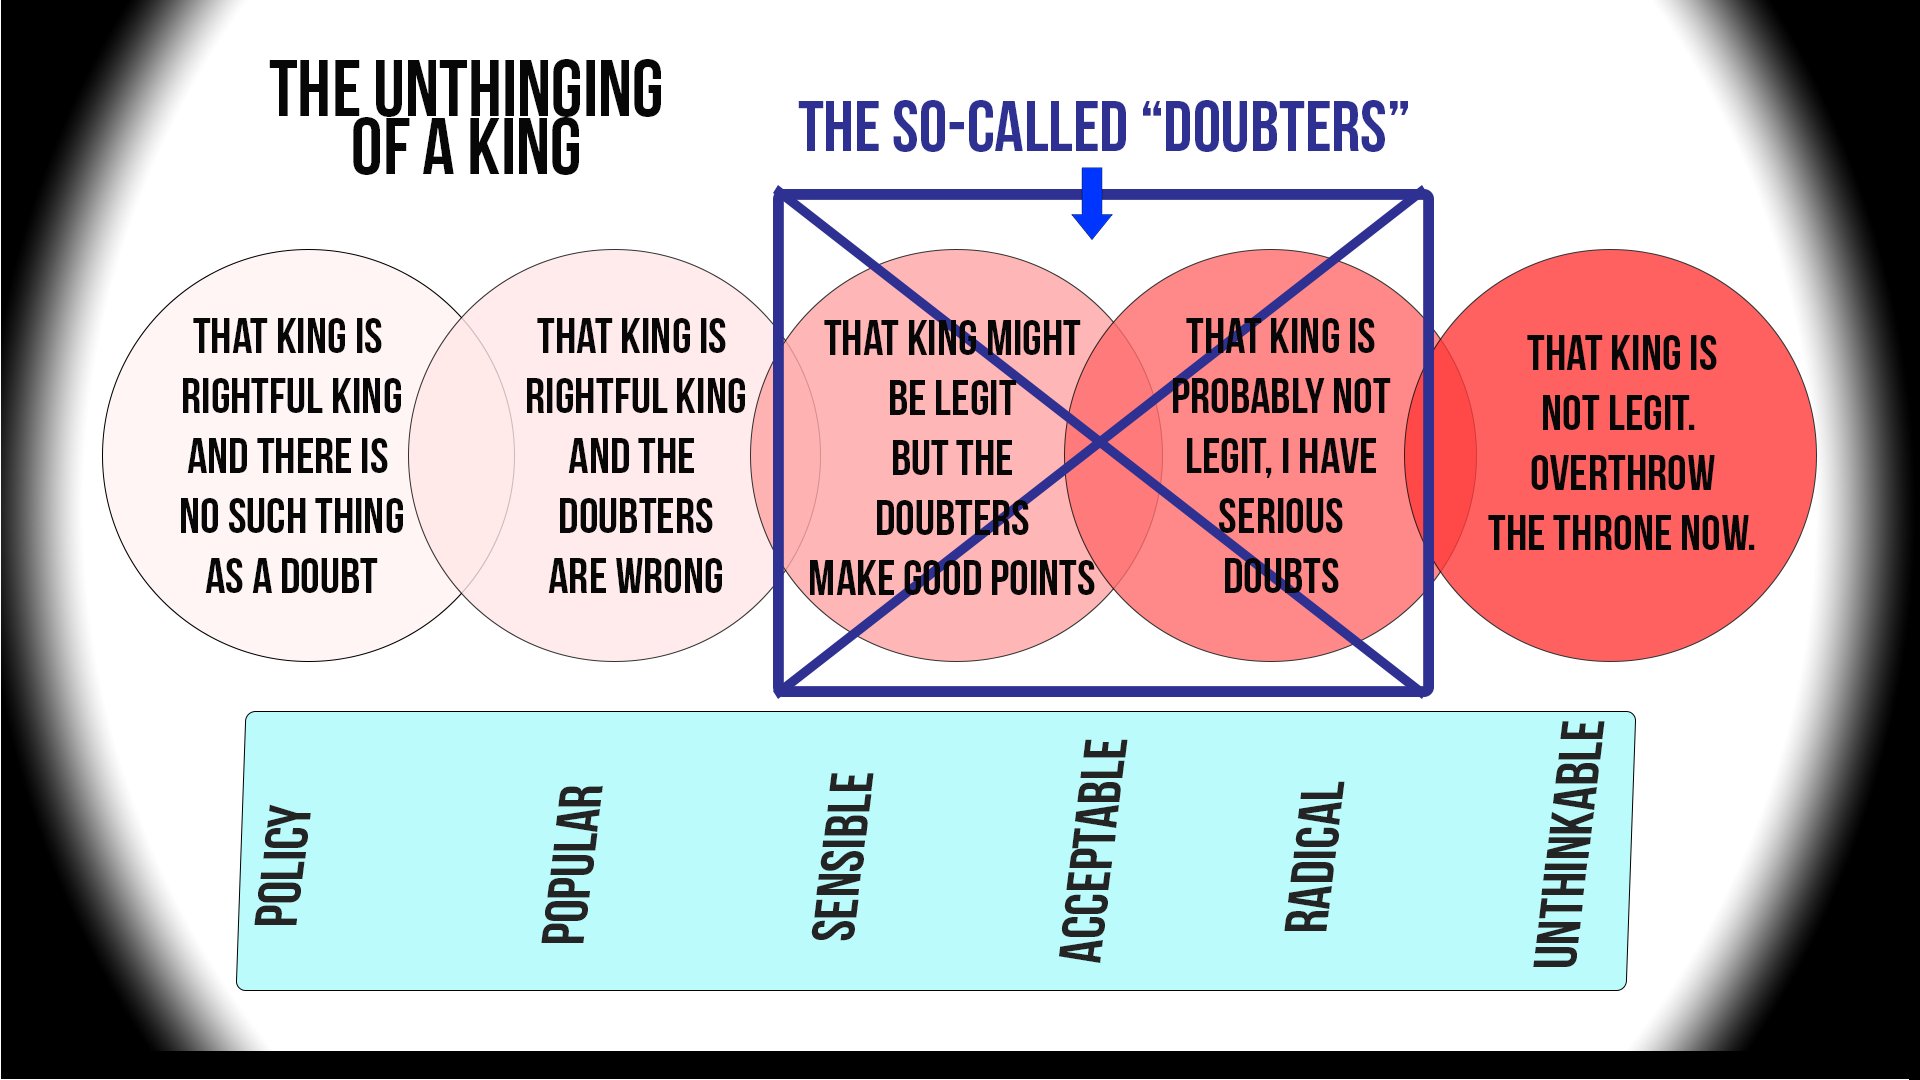 THE UNTHINGING
OF A KING
THE SO-CALLED “DOUBTERS”
THAT KING IS
RIGHTFUL KING
AND THERE IS
NO SUCH THING
AS A DOUBT
THAT KING IS
RIGHTFUL KING
AND THE
DOUBTERS
ARE WRONG
THAT KING MIGHT
BE LEGIT
BUT THE
DOUBTERS
MAKE GOOD POINTS
THAT KING IS
PROBABLY NOT
LEGIT, I HAVE
SERIOUS
DOUBTS
THAT KING IS
NOT LEGIT.
OVERTHROW
THE THRONE NOW.
POLICY
POPULAR
SENSIBLE
ACCEPTABLE
RADICAL
UNTHINKABLE